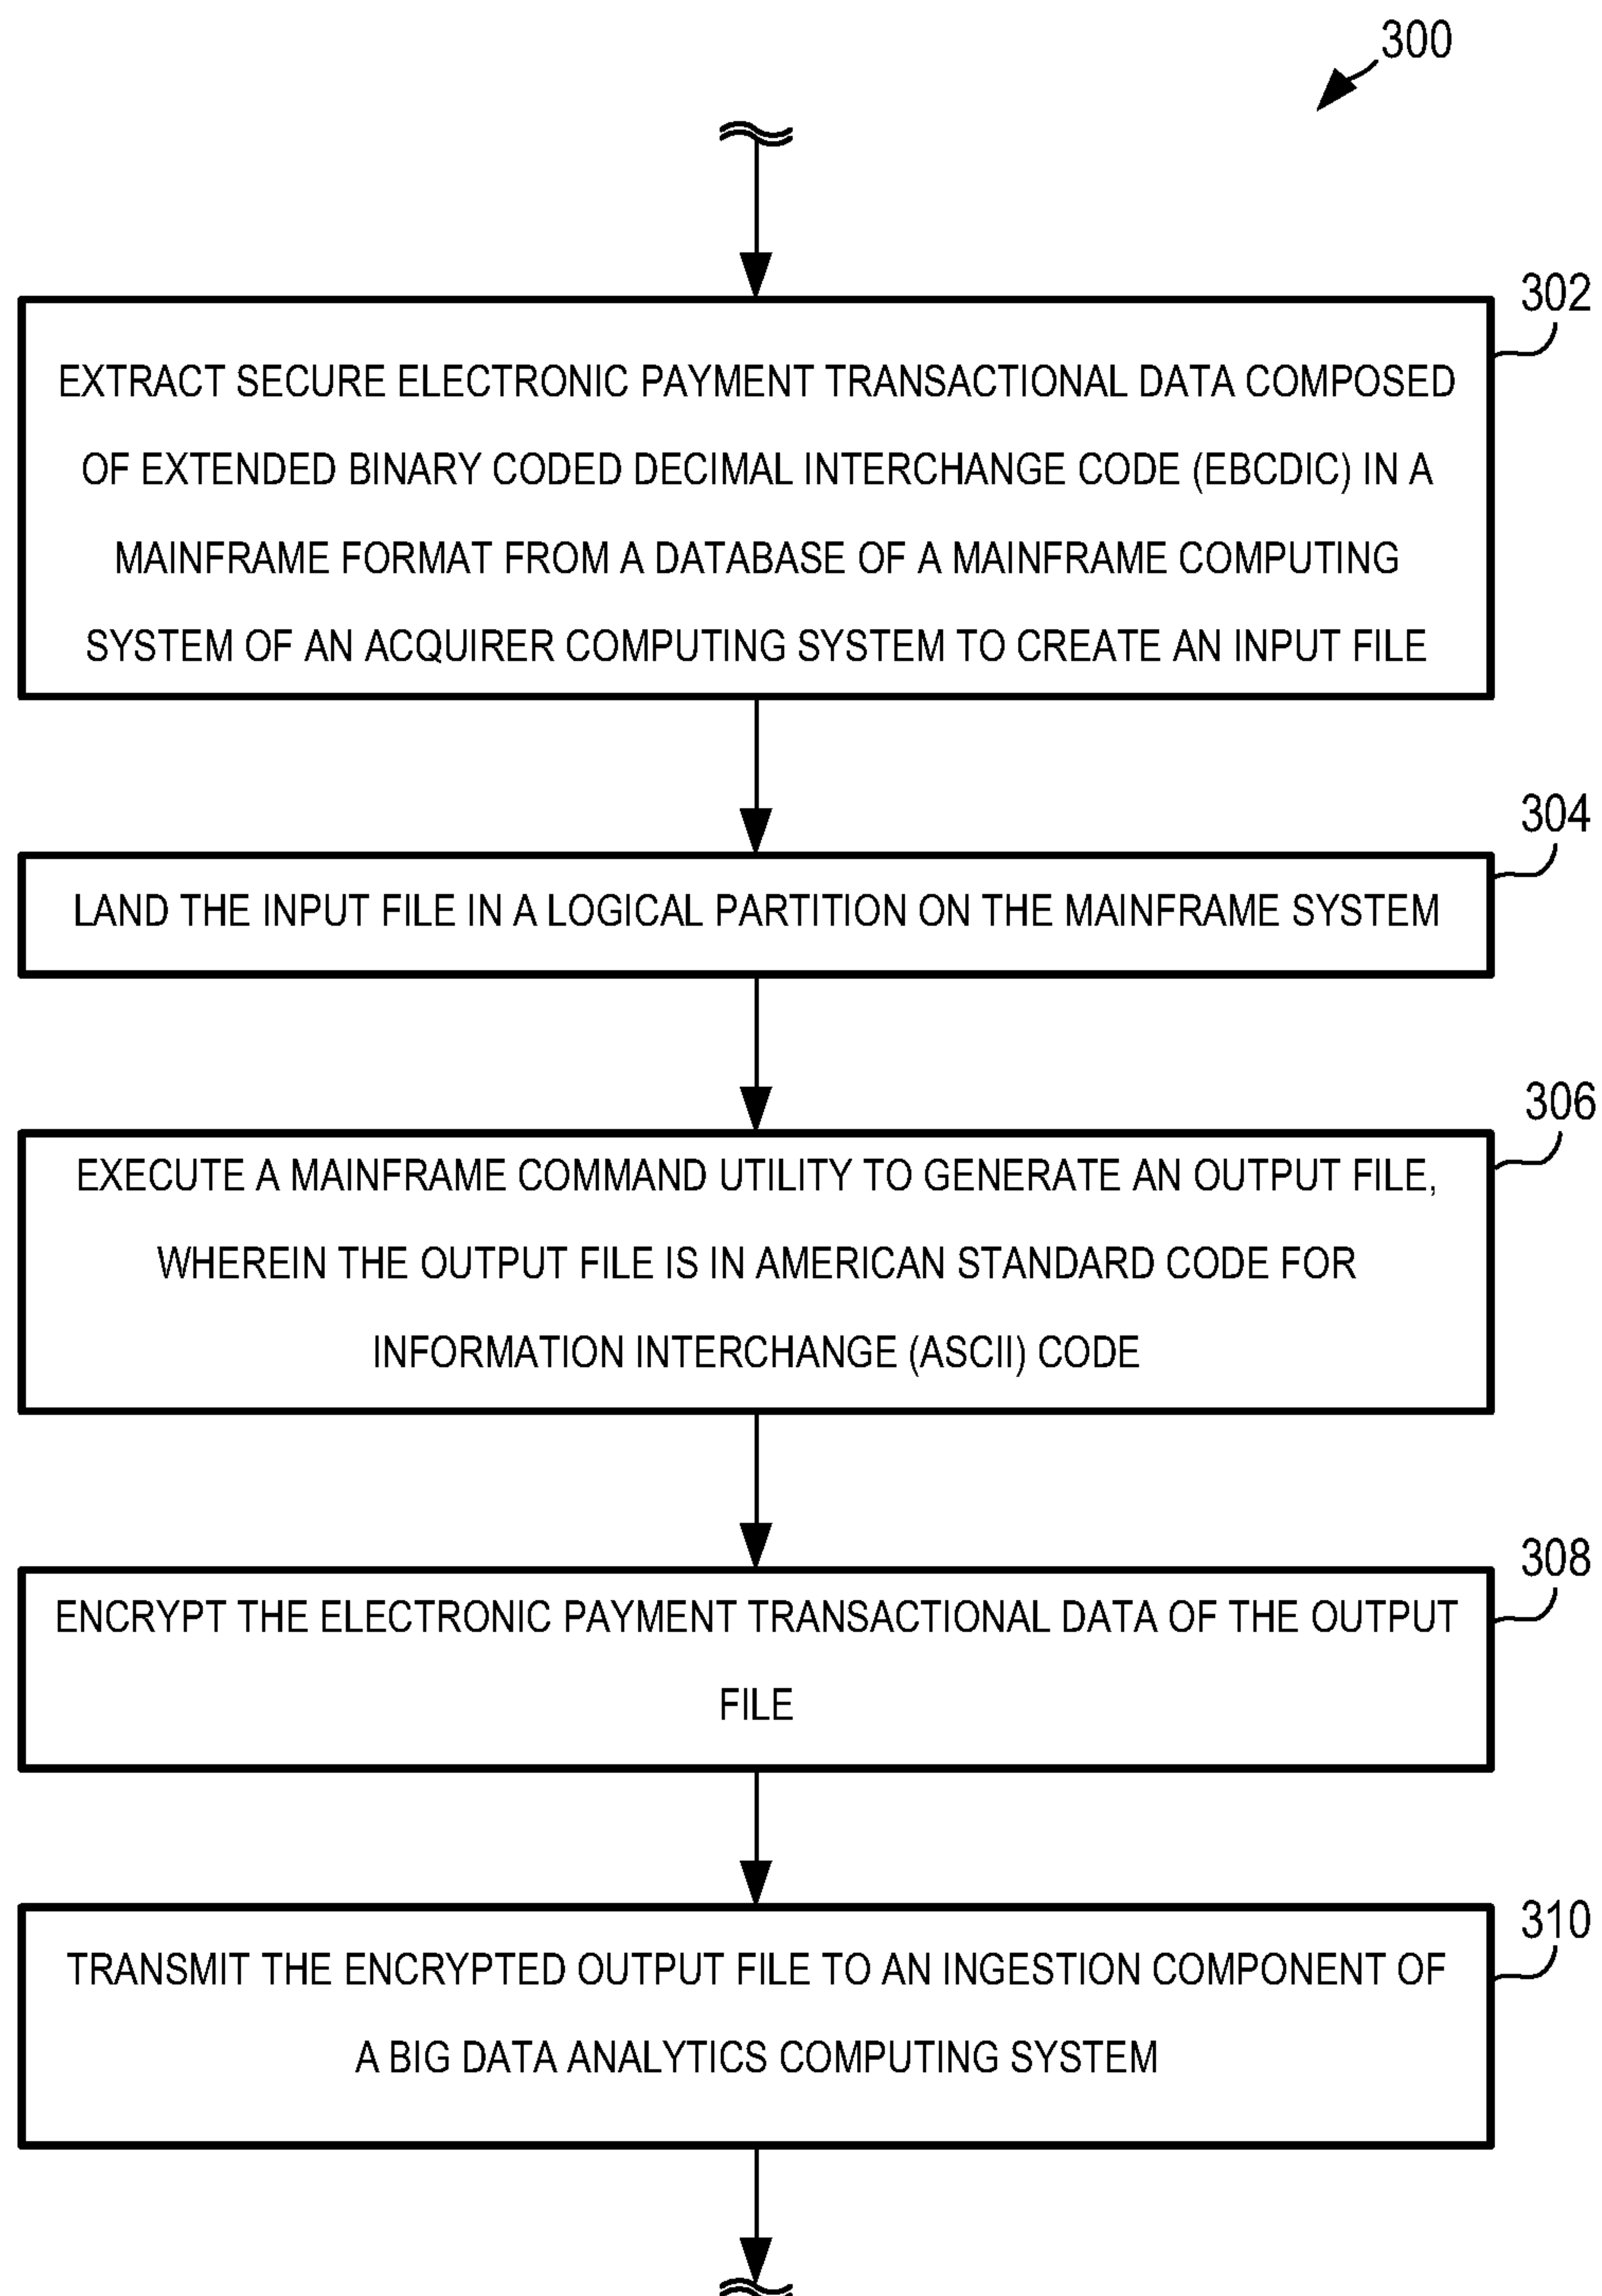 300
302
EXTRACT SECURE ELECTRONIC PAYMENT TRANSACTIONAL DATA COMPOSED
OF EXTENDED BINARY CODED DECIMAL INTERCHANGE CODE (EBCDIC) IN A
MAINFRAME FORMAT FROM A DATABASE OF A MAINFRAME COMPUTING
SYSTEM OF AN ACQUIRER COMPUTING SYSTEM TO CREATE AN INPUT FILE
304
LAND THE INPUT FILE IN A LOGICAL PARTITION ON THE MAINFRAME SYSTEM
306
EXECUTE A MAINFRAME COMMAND UTILITY TO GENERATE AN OUTPUT FILE,
WHEREIN THE OUTPUT FILE IS IN AMERICAN STANDARD CODE FOR
INFORMATION INTERCHANGE (ASCII) CODE
308
ENCRYPT THE ELECTRONIC PAYMENT TRANSACTIONAL DATA OF THE OUTPUT
FILE
310
TRANSMIT THE ENCRYPTED OUTPUT FILE TO AN INGESTION COMPONENT OF
A BIG DATA ANALYTICS COMPUTING SYSTEM